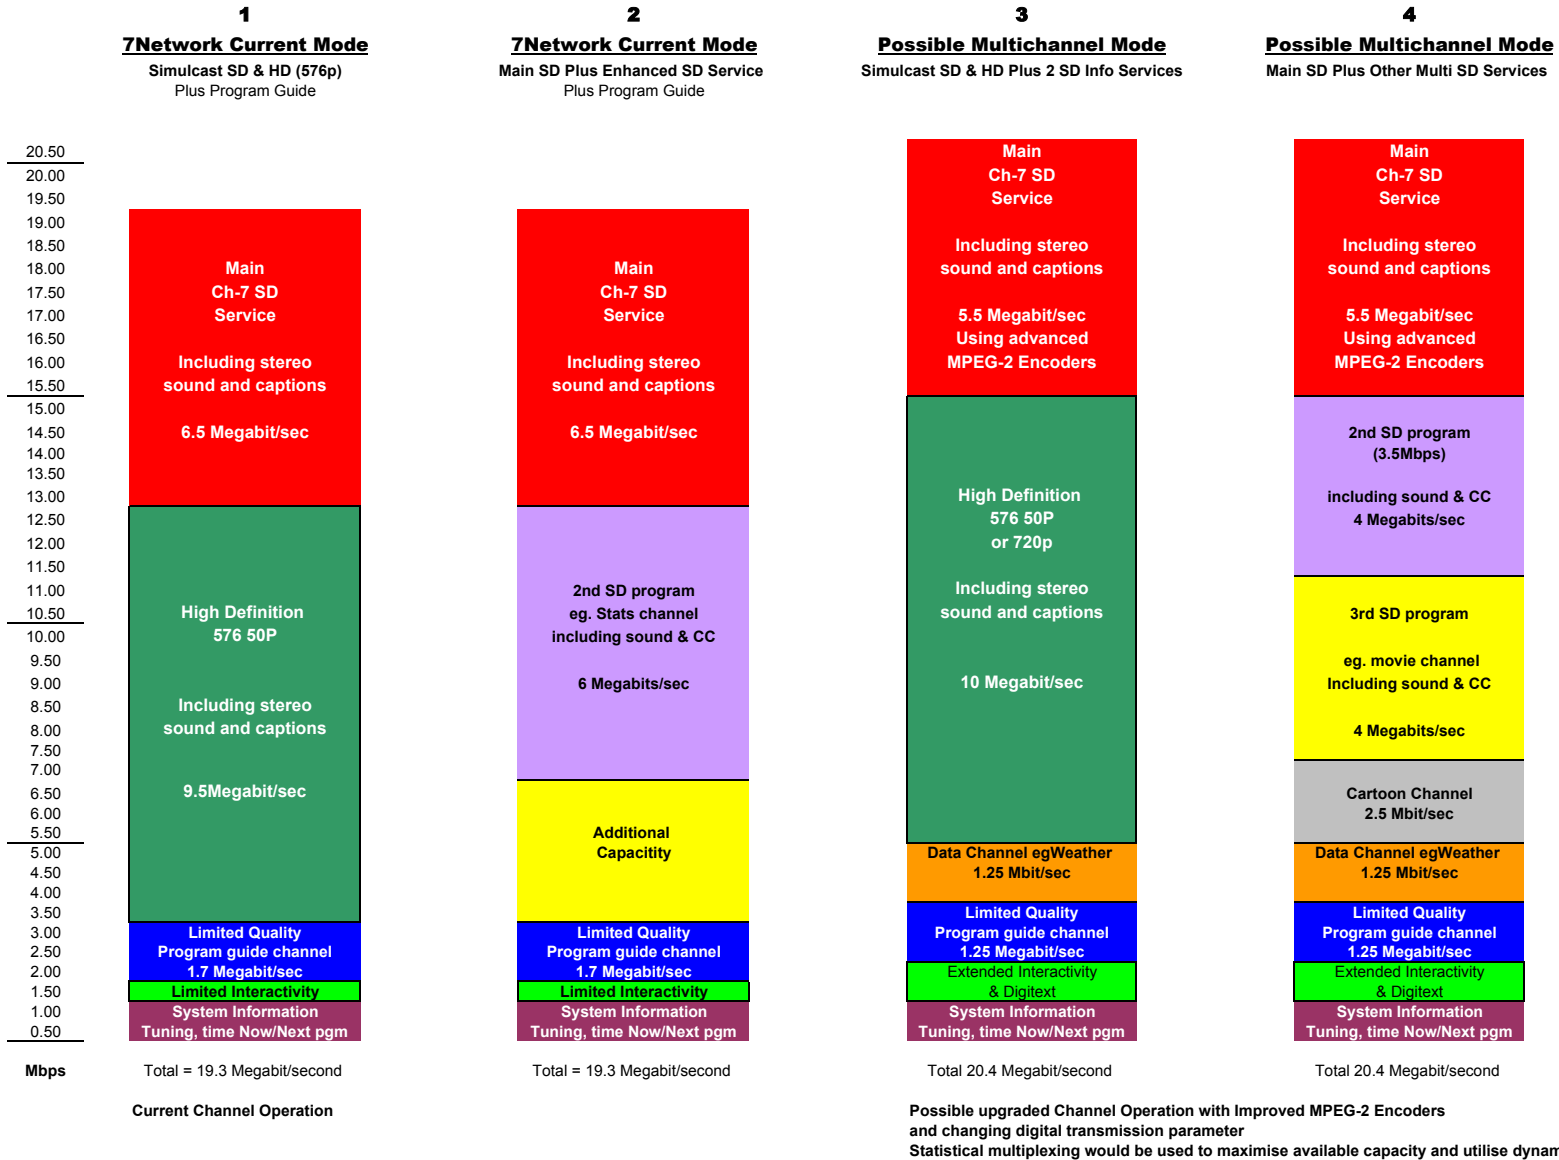 1
7Network Current Mode
Simulcast SD & HD (576p)
Plus Program Guide
2
7Network Current Mode
Main SD Plus Enhanced SD Service
Plus Program Guide
3
Possible Multichannel Mode
Simulcast SD & HD Plus 2 SD Info Services
4
Possible Multichannel Mode
Main SD Plus Other Multi SD Services
20.50
20.00
19.50
19.00
18.50
18.00
17.50
17.00
16.50
16.00
15.50
15.00
14.50
14.00
13.50
13.00
12.50
12.00
11.50
11.00
10.50
10.00
9.50
9.00
8.50
8.00
7.50
7.00
6.50
6.00
5.50
5.00
4.50
4.00
3.50
3.00
2.50
2.00
1.50
1.00
0.50
Mbps
Main
Ch-7 SD
Service
Including stereo
sound and captions
6.5 Megabit/sec
High Definition
576 50P
Including stereo
sound and captions
9.5Megabit/sec
Limited Quality
Program guide channel
1.7 Megabit/sec
Limited Interactivity
System Information
Tuning, time Now/Next pgm
Total = 19.3 Megabit/second
Current Channel Operation
Main
Ch-7 SD
Service
Including stereo
sound and captions
6.5 Megabit/sec
2nd SD program
eg. Stats channel
including sound & CC
6 Megabits/sec
Additional
Capacitity
Limited Quality
Program guide channel
1.7 Megabit/sec
Limited Interactivity
System Information
Tuning, time Now/Next pgm
Total = 19.3 Megabit/second
Main
Ch-7 SD
Service
Including stereo
sound and captions
5.5 Megabit/sec
Using advanced
MPEG-2 Encoders
High Definition
576 50P
or 720p
Including stereo
sound and captions
10 Megabit/sec
Data Channel egWeather
1.25 Mbit/sec
Limited Quality
Program guide channel
1.25 Megabit/sec
Extended Interactivity
& Digitext
System Information
Tuning, time Now/Next pgm
Total 20.4 Megabit/second
Main
Ch-7 SD
Service
Including stereo
sound and captions
5.5 Megabit/sec
Using advanced
MPEG-2 Encoders
2nd SD program
(3.5Mbps)
including sound & CC
4 Megabits/sec
3rd SD program
eg. movie channel
Including sound & CC
4 Megabits/sec
Cartoon Channel
2.5 Mbit/sec
Data Channel egWeather
1.25 Mbit/sec
Limited Quality
Program guide channel
1.25 Megabit/sec
Extended Interactivity
& Digitext
System Information
Tuning, time Now/Next pgm
Total 20.4 Megabit/second
Possible upgraded Channel Operation with Improved MPEG-2 Encoders
and changing digital transmission parameter
Statistical multiplexing would be used to maximise available capacity and utilise